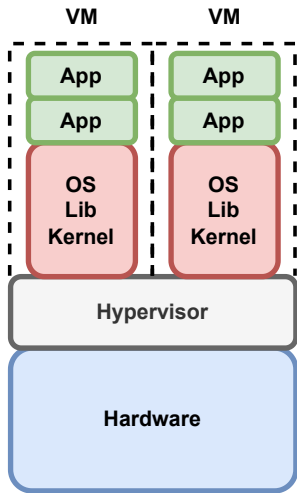 VM
VM
App
App
OS
Lib
Kernel
App
App
OS
Lib
Kernel
Hypervisor
Hardware